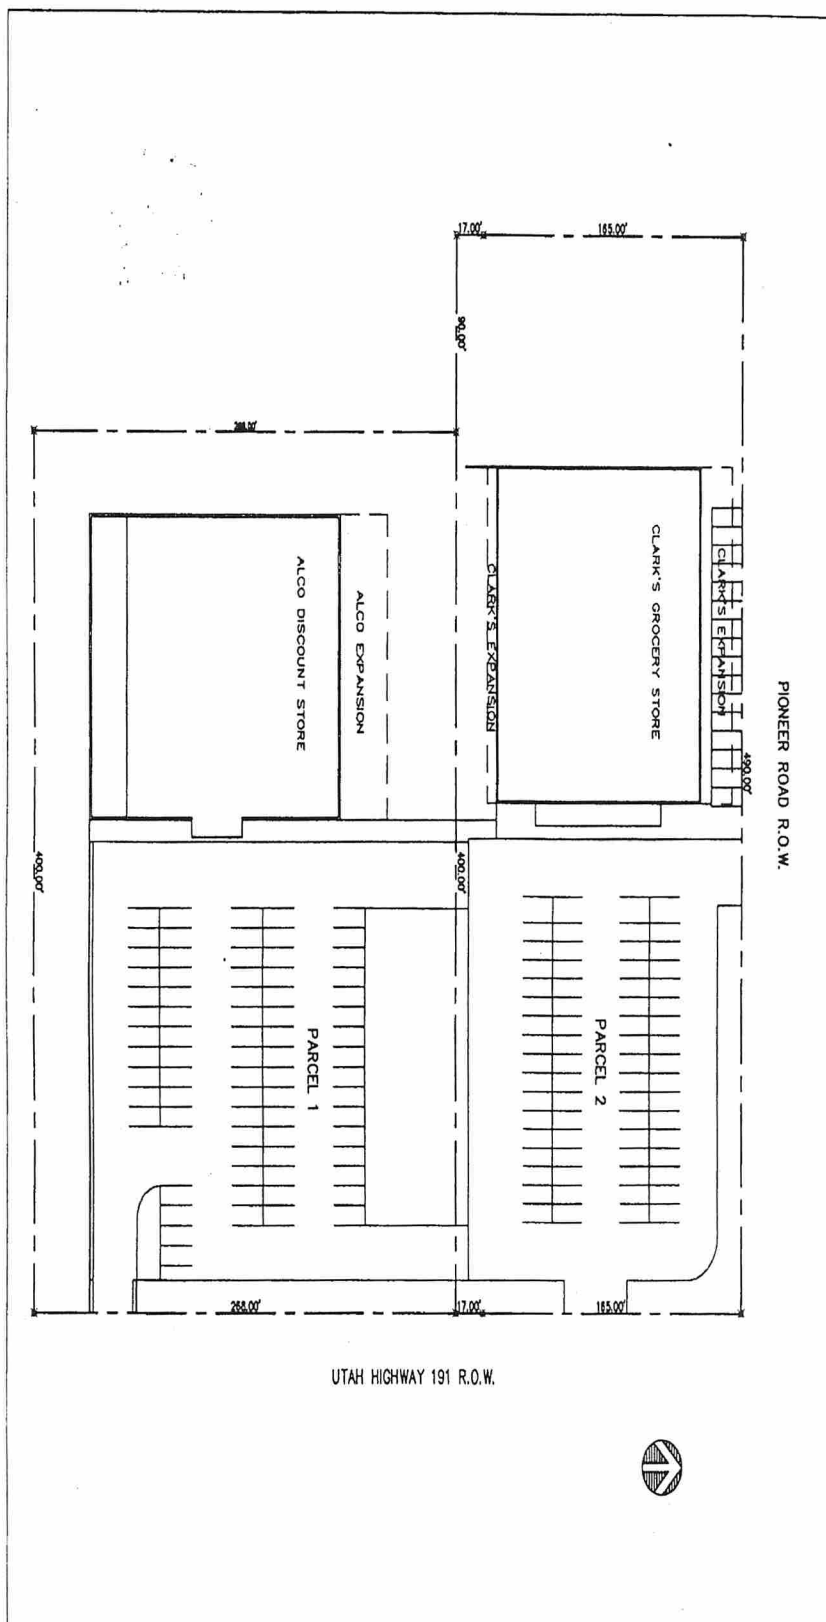 17.00'
165.00'
90.00'
268.00'
CLARK'S GROCERY STORE
CLARK'S EXPANSION
CLARK'S EXPANSION
ALCO DISCOUNT STORE
ALCO EXPANSION
PIONEER ROAD R.O.W.
490.00'
400.00'
400.00'
PARCEL 1
PARCEL 2
268.00'
17.00'
165.00'
UTAH HIGHWAY 191 R.O.W.